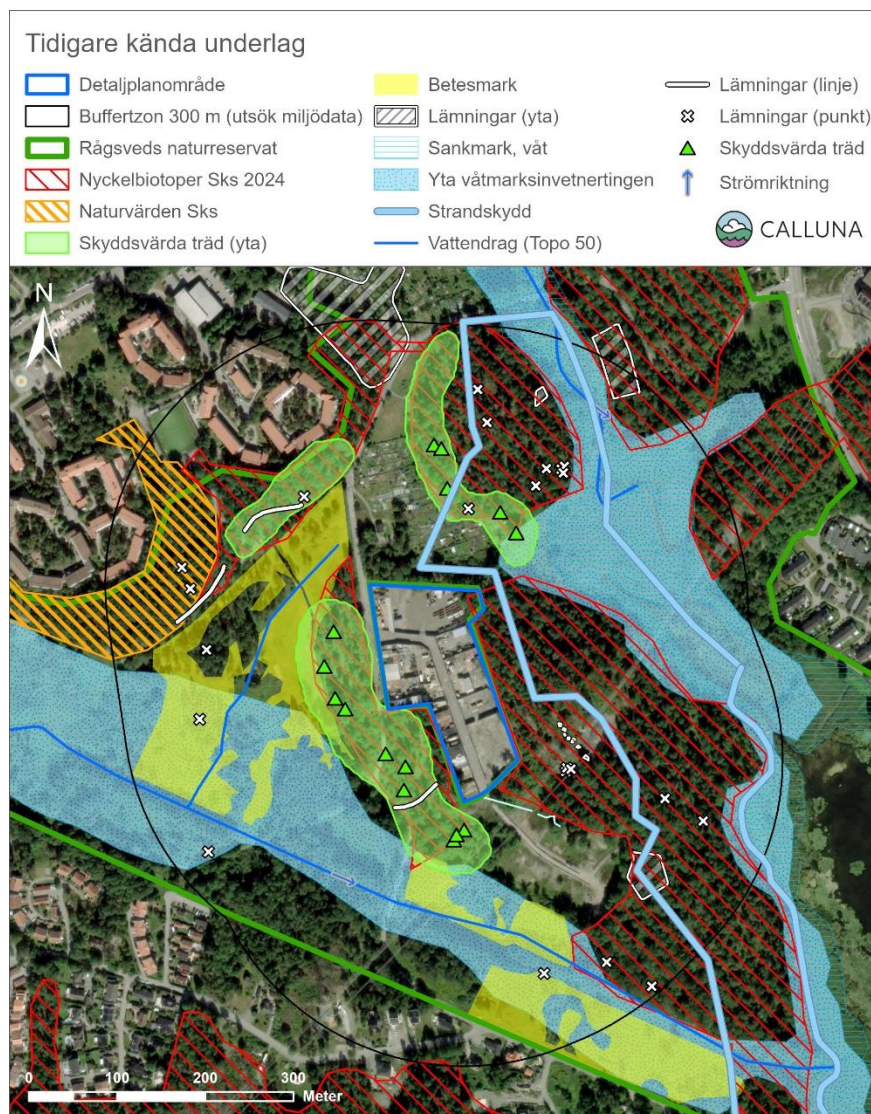 Tidigare kända underlag
Detaljplanområde
Buffertzon 300 m (utsök miljödata)
Rågsveds naturreservat
Nyckelbiotoper Sks 2024
Naturvärden Sks
Skyddsvärda träd (yta)
Betesmark
Lämningar (yta)
Sankmark, våt
Yta våtmarksinvetnertingen
Strandskydd
Vattendrag (Topo 50)
Lämningar (linje)
Lämningar (punkt)
Skyddsvärda träd
Strömriktning
CALLUNA
N
0 100 200 300
Meter